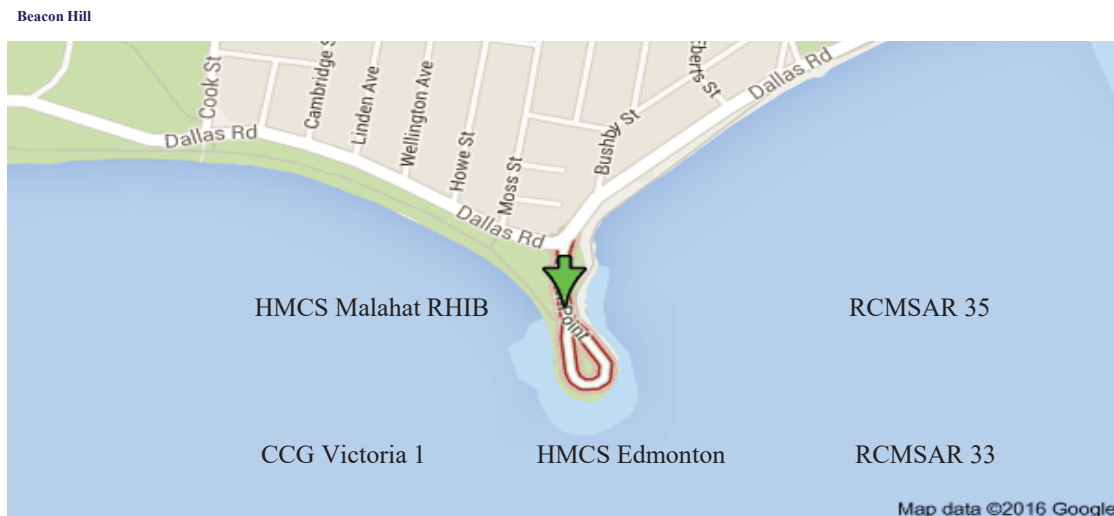 Beacon Hill
Cook St
Cambridge S
Linden Ave
Wellington Ave
Howe St
Moss St
Bushby St
Eberts St
Dallas Rd
Dallas Rd
Dallas Rd
Point
HMCS Malahat RHIB
RCMSAR 35
CCG Victoria 1
HMCS Edmonton
RCMSAR 33
Map data ©2016 Google